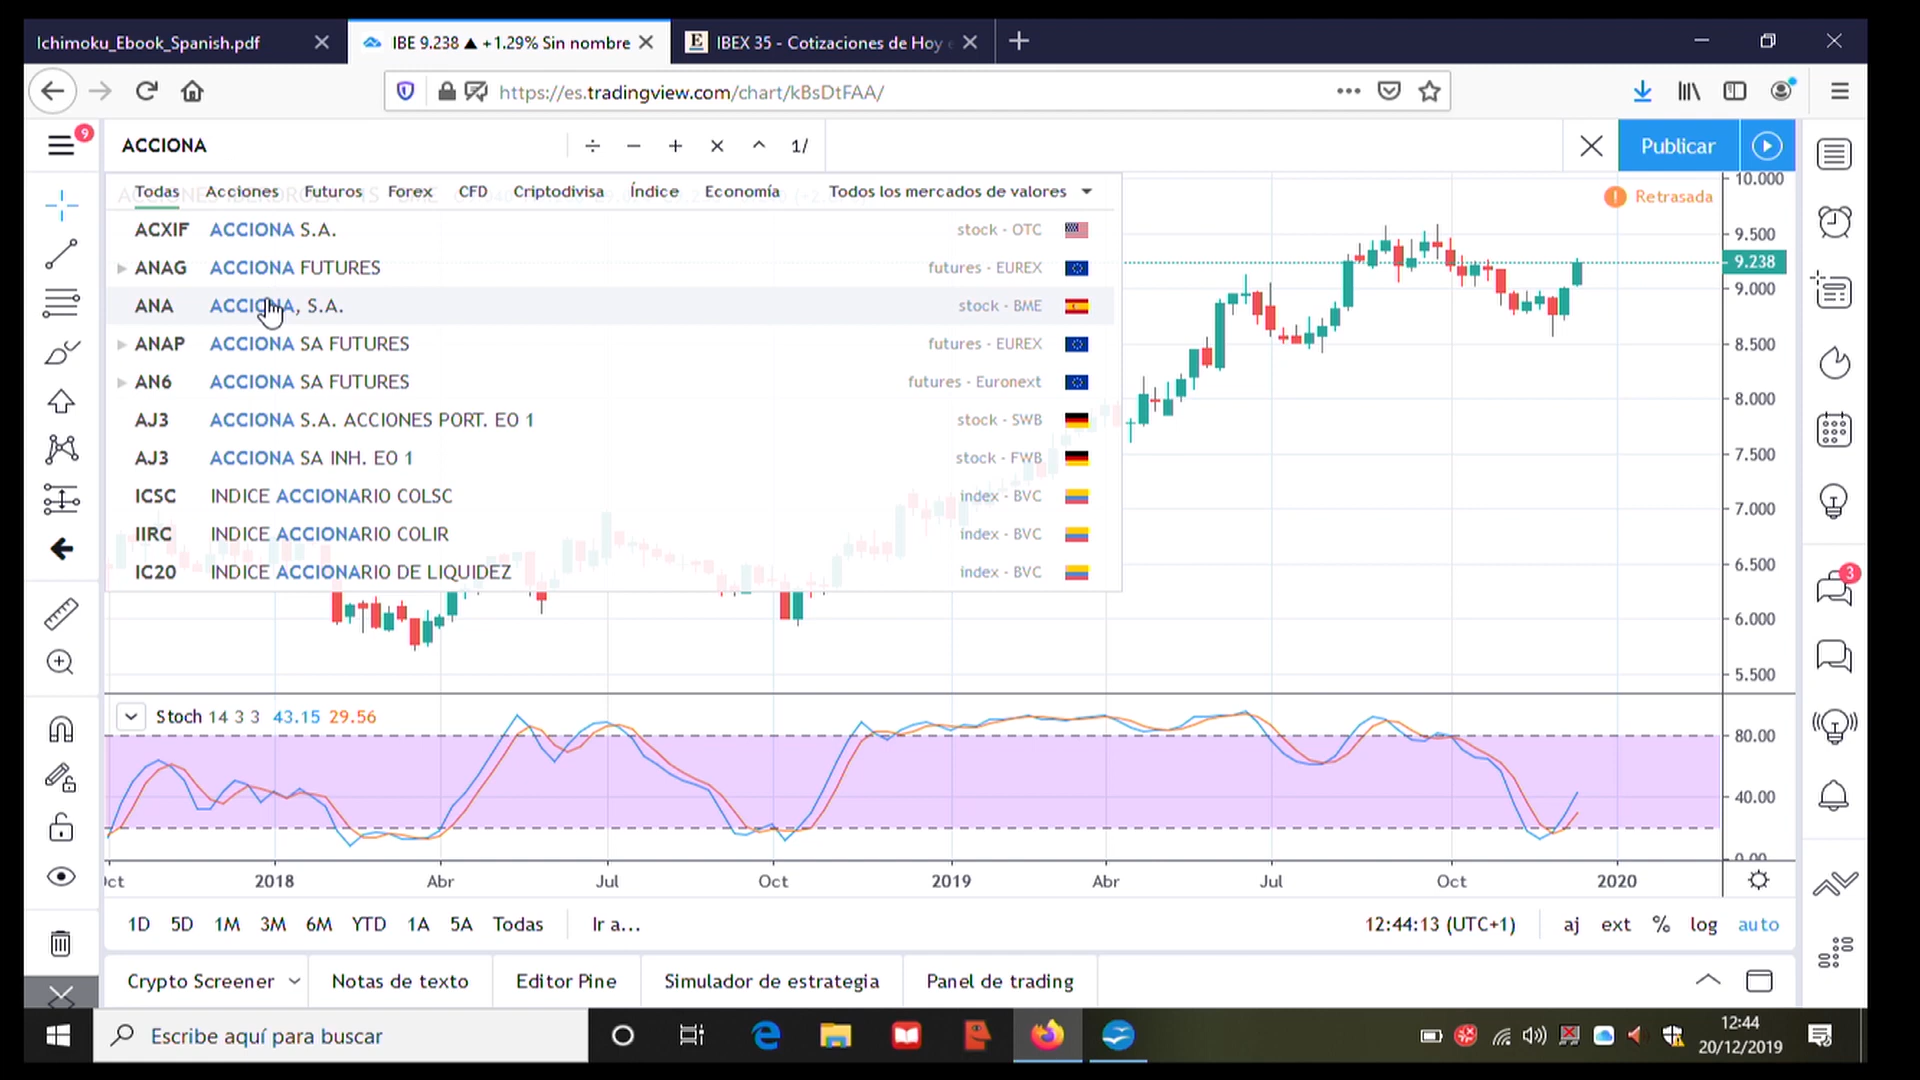 Ichimoku_Ebook_Spanish.pdf
IBE 9.238 ▲ +1.29% Sin nombre
IBEX 35 - Cotizaciones de Hoy
https://es.tradingview.com/chart/kBsDtFAA/
9
ACCIONA
÷ − + × ^ 1/
Publicar
Todas Acciones Futuros Forex CFD Criptodivisa Índice Economía Todos los mercados de valores
Retrasada
ACXIF ACCIONA S.A. stock - OTC
ANAG ACCIONA FUTURES futures - EUREX
ANA ACCIONA, S.A. stock - BME
ANAP ACCIONA SA FUTURES futures - EUREX
AN6 ACCIONA SA FUTURES futures - Euronext
AJ3 ACCIONA S.A. ACCIONES PORT. EO 1 stock - SWB
AJ3 ACCIONA SA INH. EO 1 stock - FWB
ICSC INDICE ACCIONARIO COLSC index - BVC
IIRC INDICE ACCIONARIO COLIR index - BVC
IC20 INDICE ACCIONARIO DE LIQUIDEZ index - BVC
10.000
9.500
9.238
9.000
8.500
8.000
7.500
7.000
6.500
6.000
5.500
3
Stoch 14 3 3 43.15 29.56
80.00
40.00
0.00
Oct 2018 Abr Jul Oct 2019 Abr Jul Oct 2020
1D 5D 1M 3M 6M YTD 1A 5A Todas Ir a...
12:44:13 (UTC+1) aj ext % log auto
Crypto Screener Notas de texto Editor Pine Simulador de estrategia Panel de trading
Escribe aquí para buscar
12:44
20/12/2019